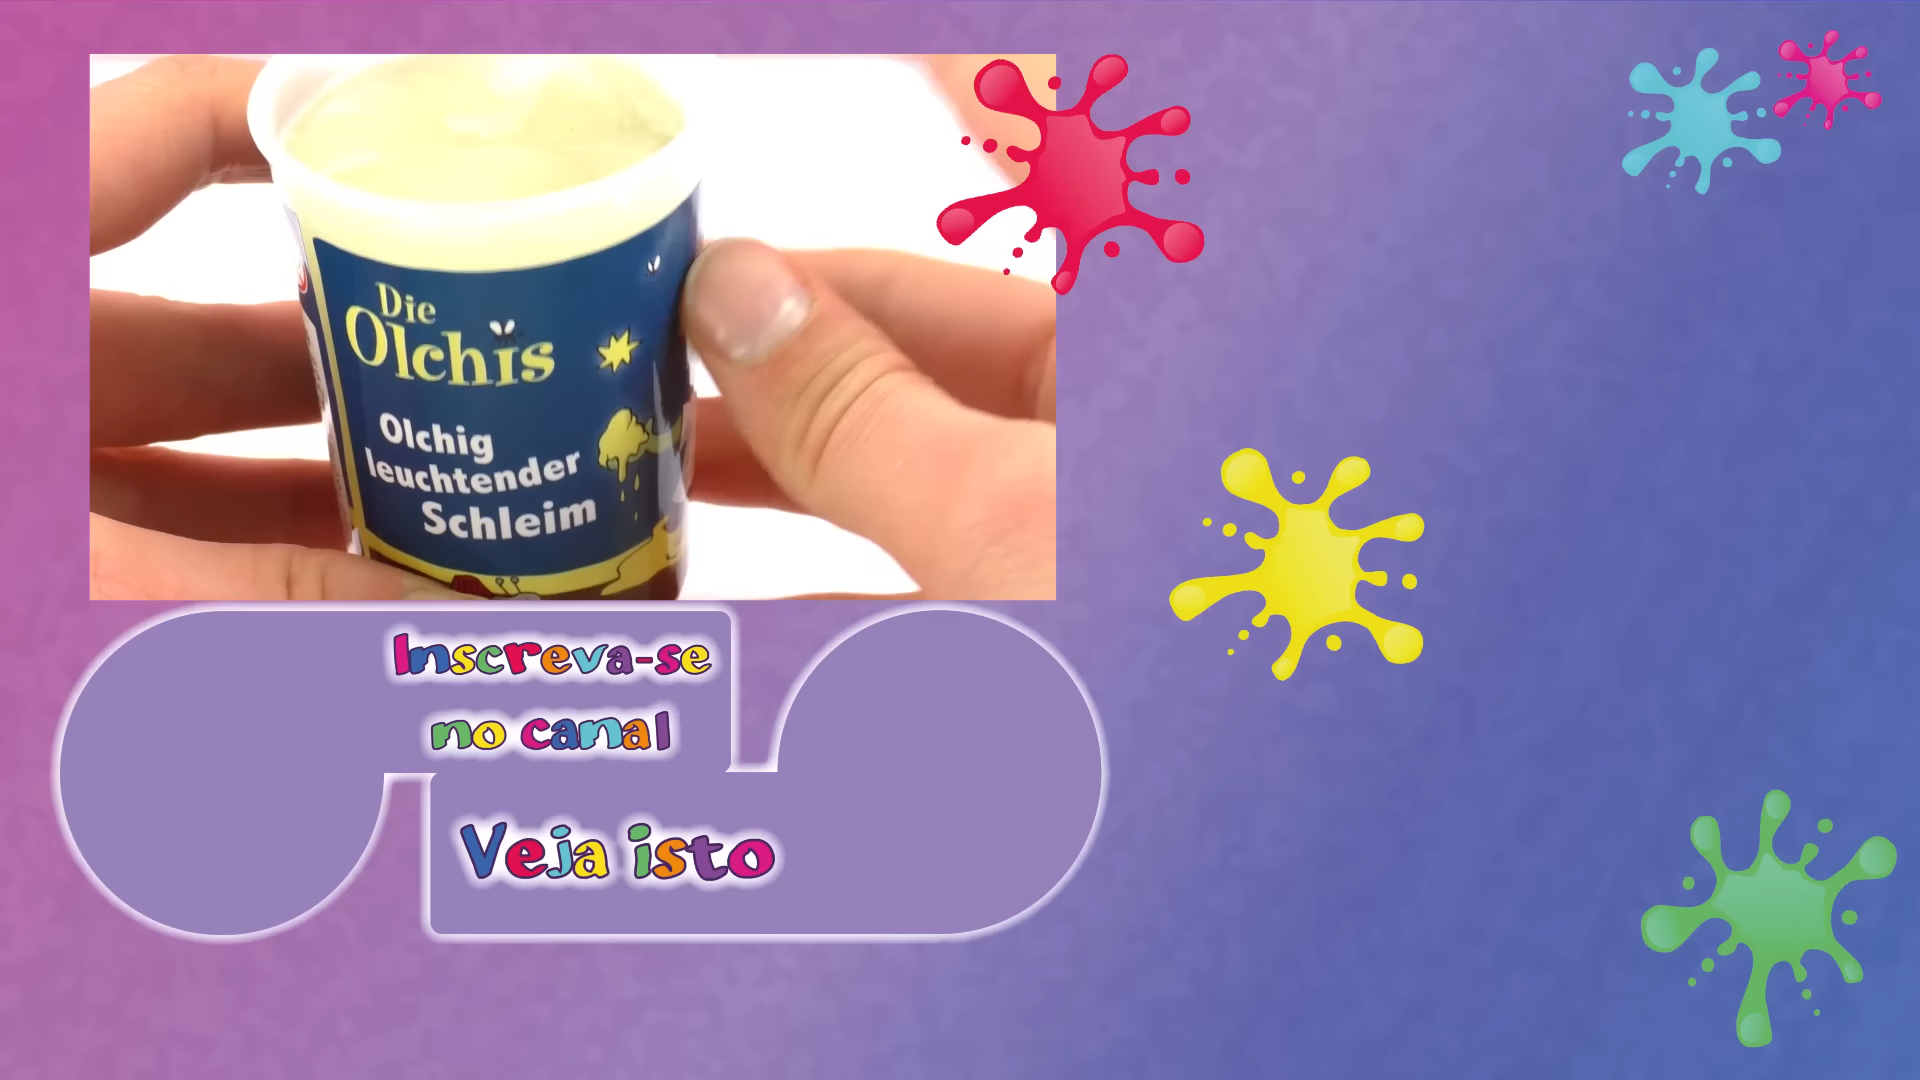 Die
Olchis
Olchig
leuchtender
Schleim
Inscreva-se
no canal
Veja isto